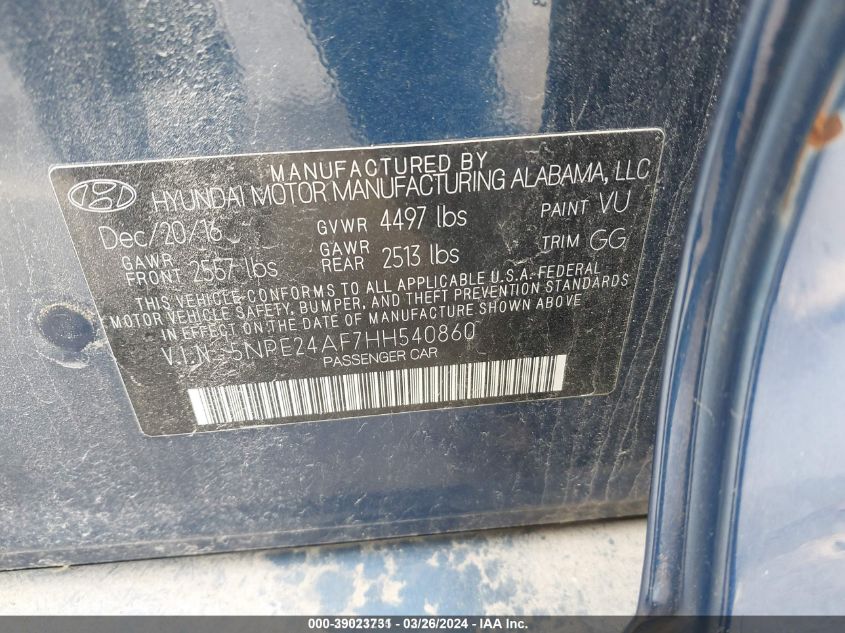 MANUFACTURED BY
HYUNDAI MOTOR MANUFACTURING ALABAMA, LLC
Dec/20/16 GVWR 4497 lbs PAINT VU
GAWR FRONT 2557 lbs GAWR REAR 2513 lbs TRIM GG
THIS VEHICLE CONFORMS TO ALL APPLICABLE U.S.A. FEDERAL
MOTOR VEHICLE SAFETY, BUMPER, AND THEFT PREVENTION STANDARDS
IN EFFECT ON THE DATE OF MANUFACTURE SHOWN ABOVE
VIN: 5NPE24AF7HH540860
PASSENGER CAR
000-39023731 - 03/26/2024 - IAA Inc.